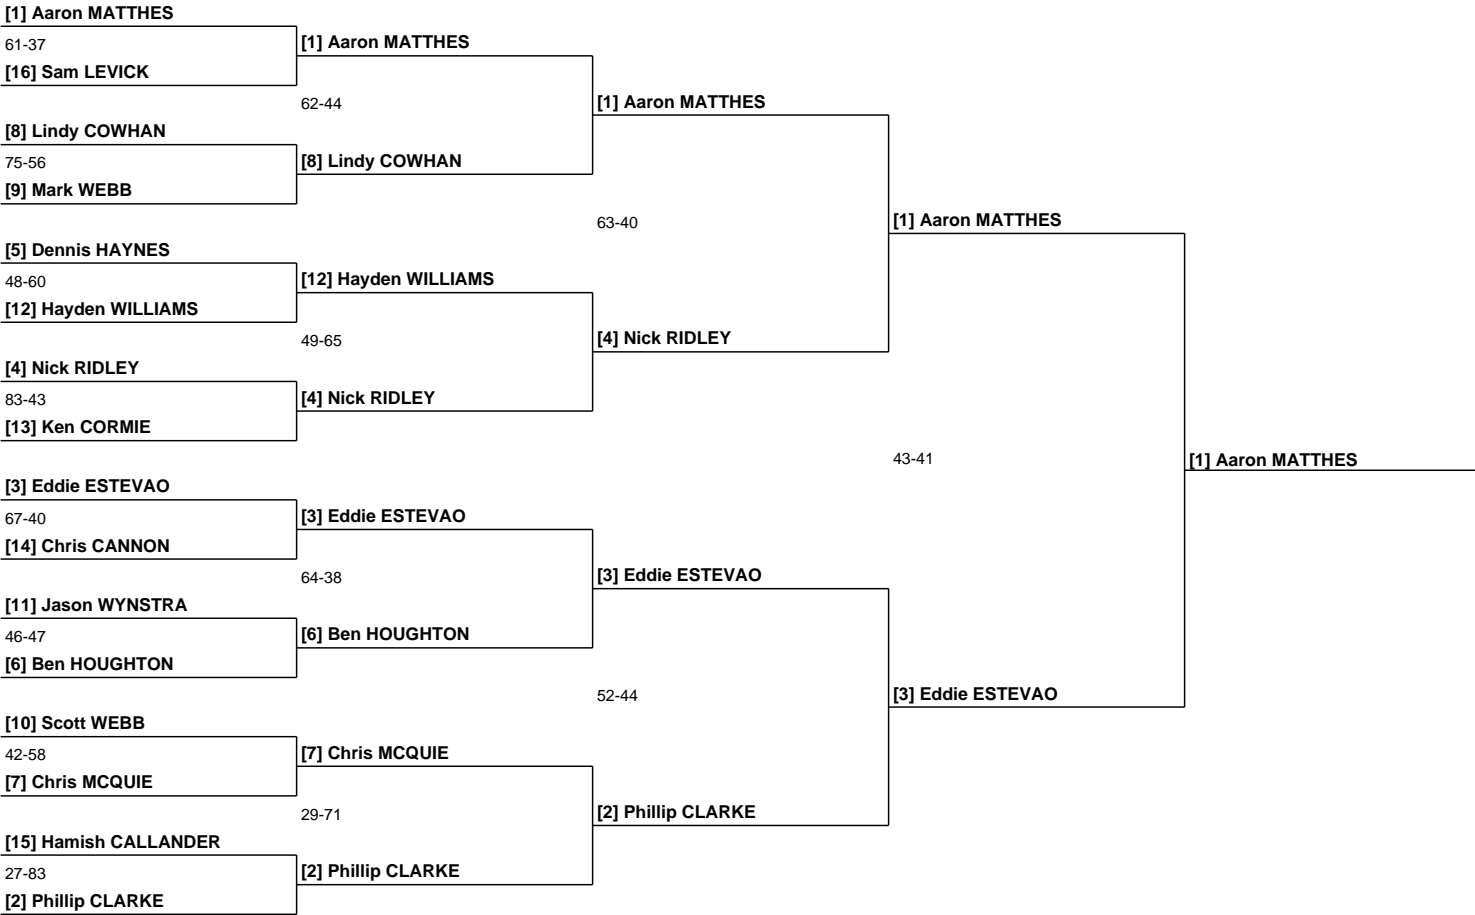 [1] Aaron MATTHES
61-37
[16] Sam LEVICK
[8] Lindy COWHAN
75-56
[9] Mark WEBB
[5] Dennis HAYNES
48-60
[12] Hayden WILLIAMS
[4] Nick RIDLEY
83-43
[13] Ken CORMIE
[3] Eddie ESTEVAO
67-40
[14] Chris CANNON
[11] Jason WYNSTRA
46-47
[6] Ben HOUGHTON
[10] Scott WEBB
42-58
[7] Chris MCQUIE
[15] Hamish CALLANDER
27-83
[2] Phillip CLARKE
[1] Aaron MATTHES
62-44
[8] Lindy COWHAN
[12] Hayden WILLIAMS
49-65
[4] Nick RIDLEY
[3] Eddie ESTEVAO
64-38
[6] Ben HOUGHTON
[7] Chris MCQUIE
29-71
[2] Phillip CLARKE
[1] Aaron MATTHES
63-40
[4] Nick RIDLEY
[3] Eddie ESTEVAO
52-44
[2] Phillip CLARKE
[1] Aaron MATTHES
43-41
[3] Eddie ESTEVAO
[1] Aaron MATTHES